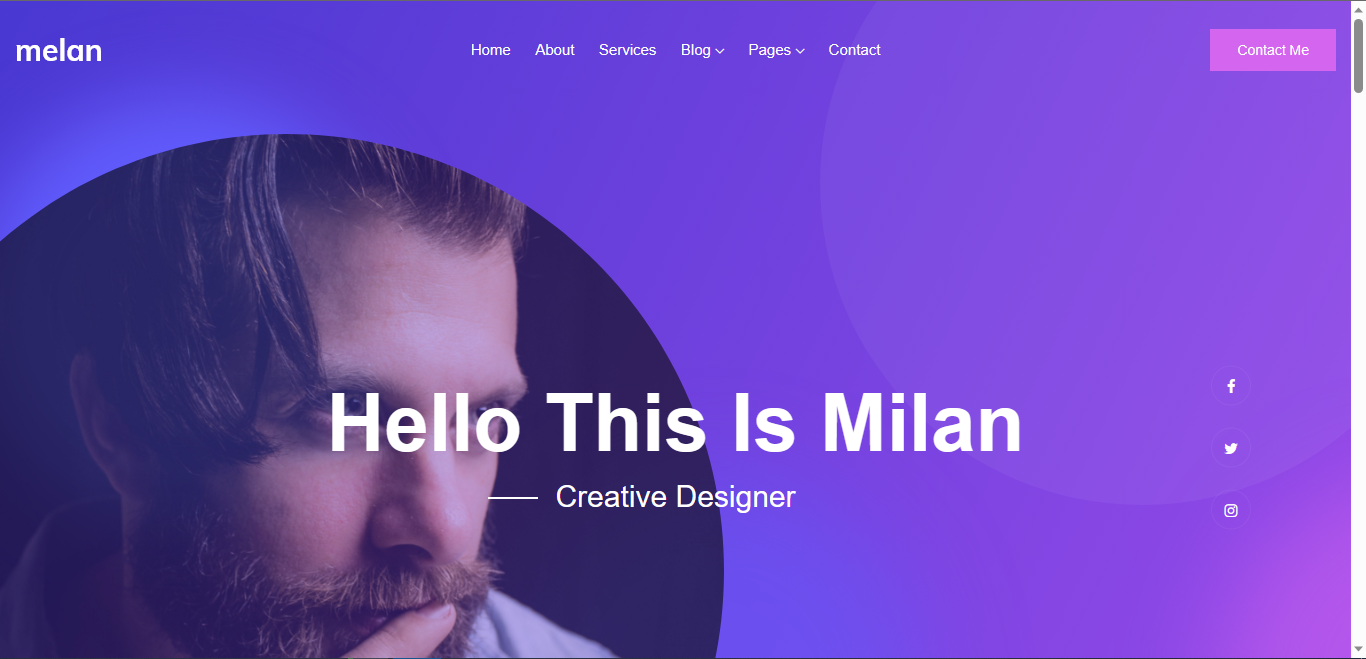 melan
Home About Services Blog Pages Contact
Contact Me
Hello This Is Milan
Creative Designer